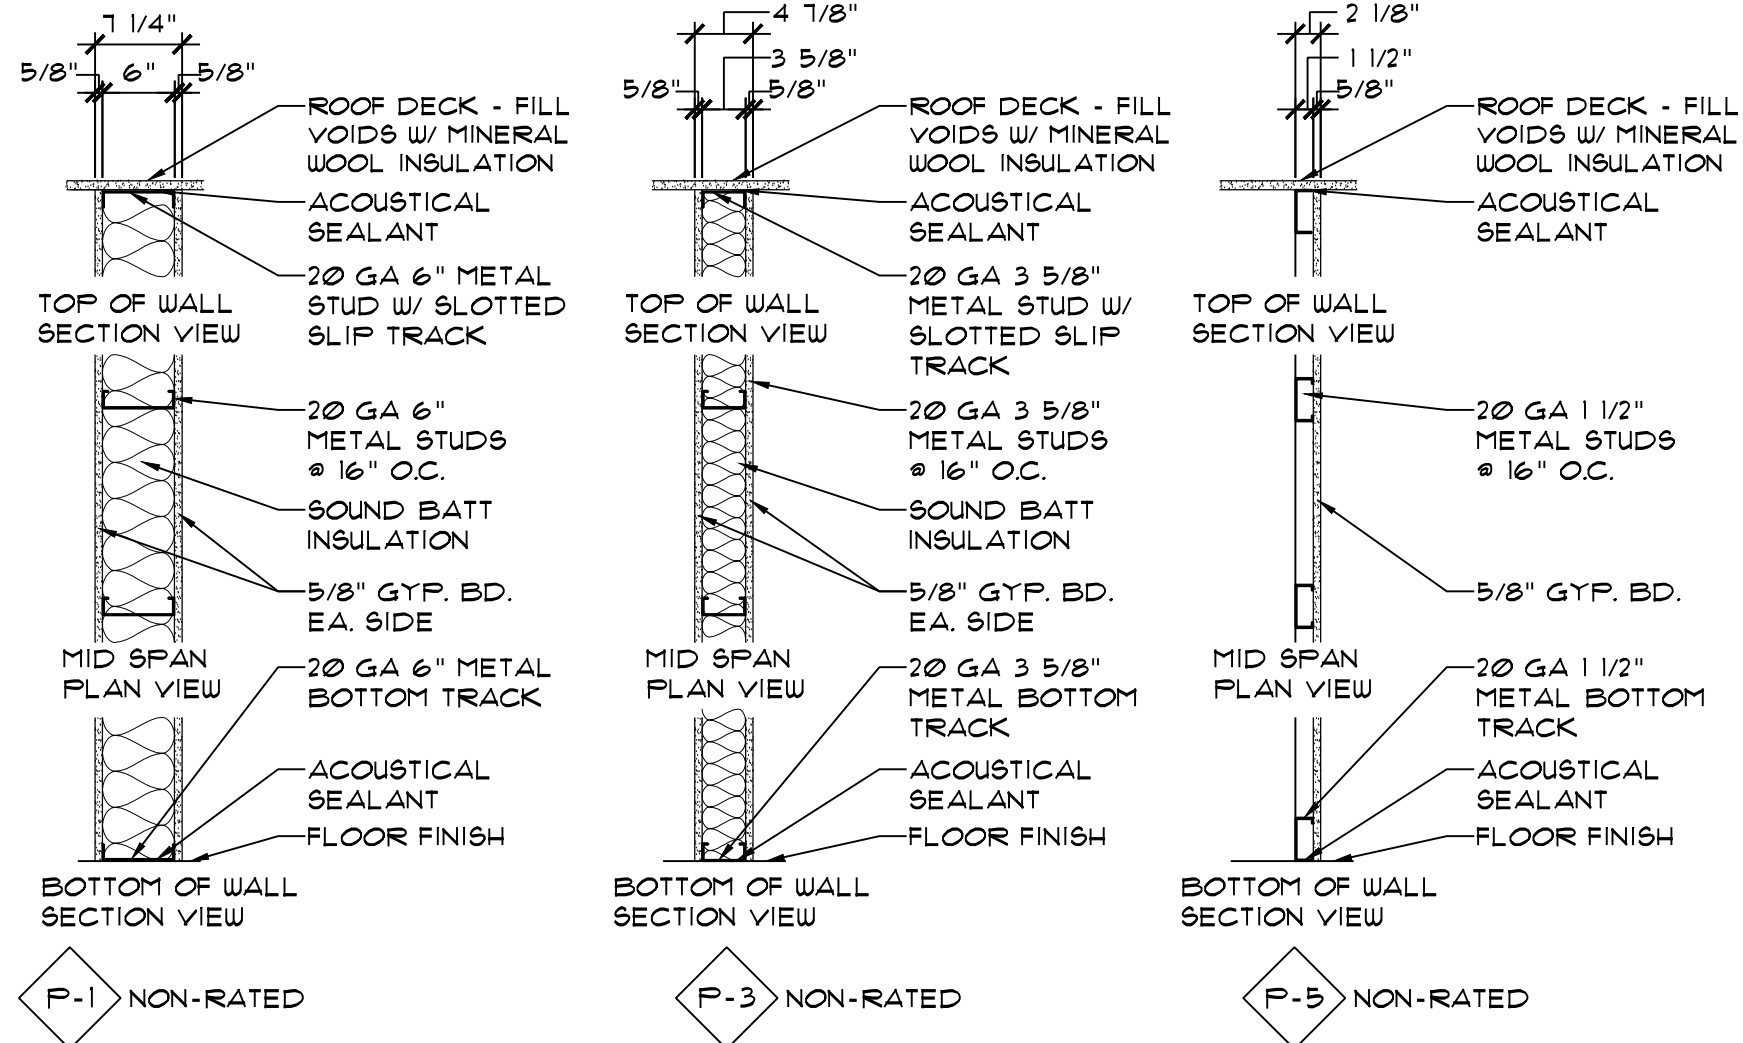 7 1/4"
5/8" 6" 5/8"
ROOF DECK - FILL
VOIDS W/ MINERAL
WOOL INSULATION
ACOUSTICAL
SEALANT
20 GA 6" METAL
STUD W/ SLOTTED
SLIP TRACK
TOP OF WALL
SECTION VIEW
20 GA 6"
METAL STUDS
@ 16" O.C.
SOUND BATT
INSULATION
5/8" GYP. BD.
EA. SIDE
MID SPAN
PLAN VIEW
20 GA 6" METAL
BOTTOM TRACK
ACOUSTICAL
SEALANT
FLOOR FINISH
BOTTOM OF WALL
SECTION VIEW
P-1 NON-RATED
4 7/8"
3 5/8"
5/8" 5/8"
ROOF DECK - FILL
VOIDS W/ MINERAL
WOOL INSULATION
ACOUSTICAL
SEALANT
20 GA 3 5/8"
METAL STUD W/
SLOTTED SLIP
TRACK
TOP OF WALL
SECTION VIEW
20 GA 3 5/8"
METAL STUDS
@ 16" O.C.
SOUND BATT
INSULATION
5/8" GYP. BD.
EA. SIDE
MID SPAN
PLAN VIEW
20 GA 3 5/8"
METAL BOTTOM
TRACK
ACOUSTICAL
SEALANT
FLOOR FINISH
BOTTOM OF WALL
SECTION VIEW
P-3 NON-RATED
2 1/8"
1 1/2"
5/8"
ROOF DECK - FILL
VOIDS W/ MINERAL
WOOL INSULATION
ACOUSTICAL
SEALANT
TOP OF WALL
SECTION VIEW
20 GA 1 1/2"
METAL STUDS
@ 16" O.C.
5/8" GYP. BD.
MID SPAN
PLAN VIEW
20 GA 1 1/2"
METAL BOTTOM
TRACK
ACOUSTICAL
SEALANT
FLOOR FINISH
BOTTOM OF WALL
SECTION VIEW
P-5 NON-RATED